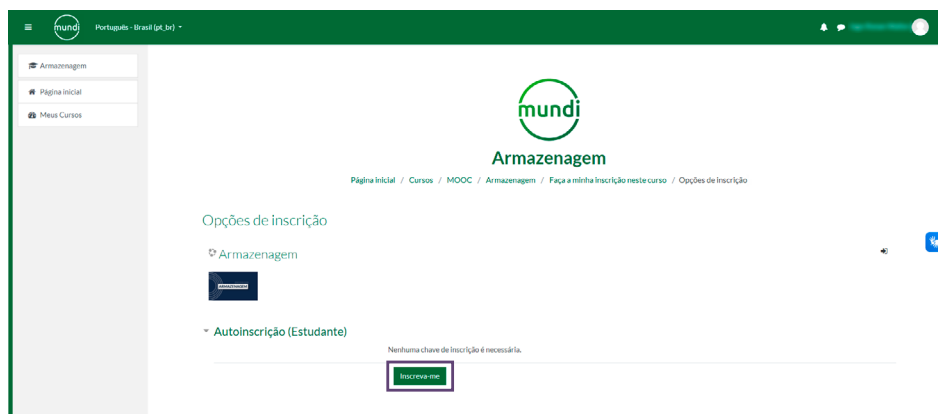 mundi
Português - Brasil (pt_br)
Armazenagem
Página inicial
Meus Cursos
mundi
Armazenagem
Página inicial / Cursos / MOOC / Armazenagem / Faça a minha inscrição neste curso / Opções de inscrição
Opções de inscrição
Armazenagem
ARMAZENAGEM
Autoinscrição (Estudante)
Nenhuma chave de inscrição é necessária.
Inscreva-me